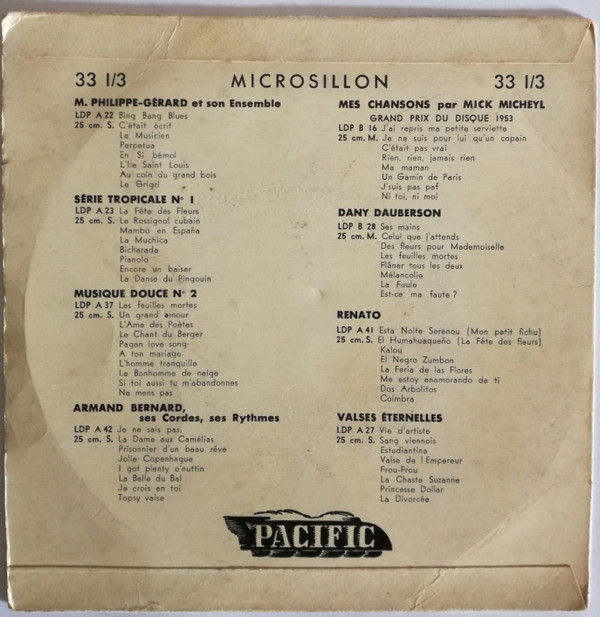 33 1/3 MICROSILLON 33 1/3
M. PHILIPPE-GÉRARD et son Ensemble
LDP A 22 Bing Bang Blues
25 cm. S. C'était écrit
Le Musicien
Perpetua
En Si bémol
L'Ile Saint Louis
Au coin du grand bois
Le Grigri
SÉRIE TROPICALE N° 1
LDP A 23 La Fête des Fleurs
25 cm. S. Le Rossignol cubain
Mambo en España
La Muchica
Bicharada
Pianolo
Encore un baiser
La Danse du Pingouin
MUSIQUE DOUCE N° 2
LDP A 37 Les feuilles mortes
25 cm. S. Un grand amour
L'Ame des Poètes
Le Chant du Berger
Pagan love song
A ton mariage
L'homme tranquille
Le Bonhomme de neige
Si toi aussi tu m'abandonnes
Ne mens pas
ARMAND BERNARD,
ses Cordes, ses Rythmes
LDP A 42 Je ne sais pas.
25 cm. S. La Dame aux Camélias
Prisonnier d'un beau rêve
Jolie Copenhague
I got plenty o'nuttin
La Belle du Bal
Je crois en toi
Topsy valse
MES CHANSONS par MICK MICHEYL
GRAND PRIX DU DISQUE 1953
LDP B 16 J'ai repris ma petite serviette
25 cm. M. Je ne suis pour lui qu'un copain
C'était pas vrai
Rien, rien, jamais rien
Ma maman
Un Gamin de Paris
J'suis pas paf
Ni toi, ni moi
DANY DAUBERSON
LDP B 28 Ses mains
25 cm. M. Celui que j'attends
Des fleurs pour Mademoiselle
Les feuilles mortes
Flâner tous les deux
Mélancolie
La Foule
Est-ce ma faute ?
RENATO
LDP A 41 Esta Noite Serenou (Mon petit fichu)
25 cm. S. El Humahuaqueño (La Fête des fleurs)
Kalou
El Negro Zumbon
La Feria de las Flores
Me estoy enamorando de ti
Dos Arbolitos
Coimbra
VALSES ÉTERNELLES
LDP A 27 Vie d'artiste
25 cm. S. Sang viennois
Estudiantina
Valse de l'Empereur
Frou-Frou
La Chaste Suzanne
Princesse Dollar
La Divorcée
PACIFIC